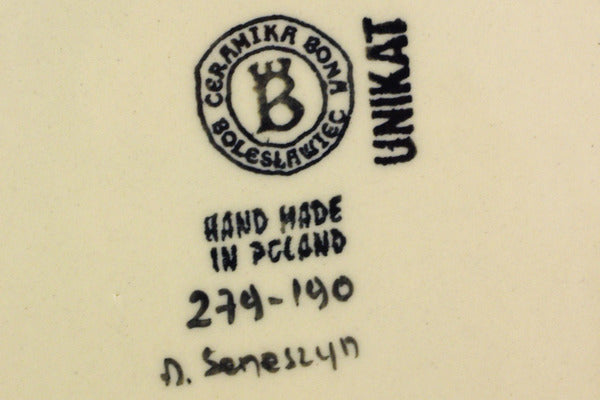 CERAMIKA BONA
B
BOLESŁAWIEC
UNIKAT
HAND MADE
IN POLAND
279-190
D. Seneszyn